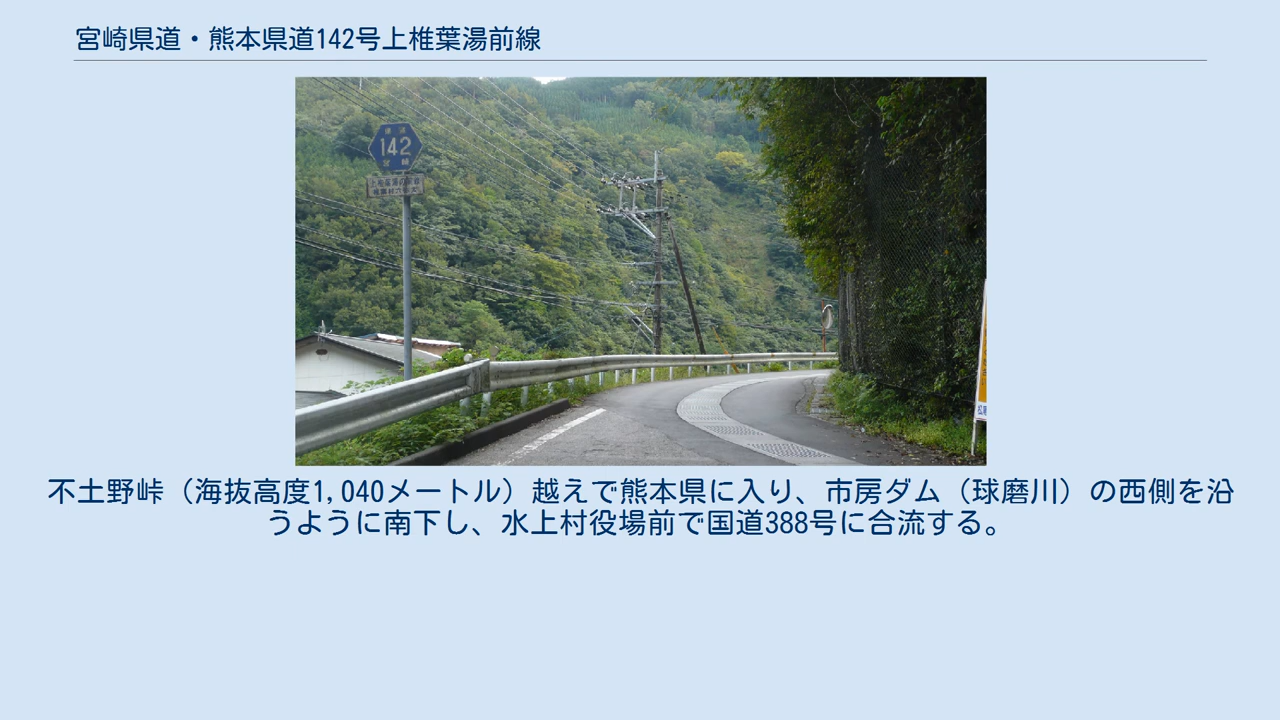 宮崎県道・熊本県道142号上椎葉湯前線
県道
142
宮崎
不土野峠（海抜高度1,040メートル）越えで熊本県に入り、市房ダム（球磨川）の西側を沿
うように南下し、水上村役場前で国道388号に合流する。